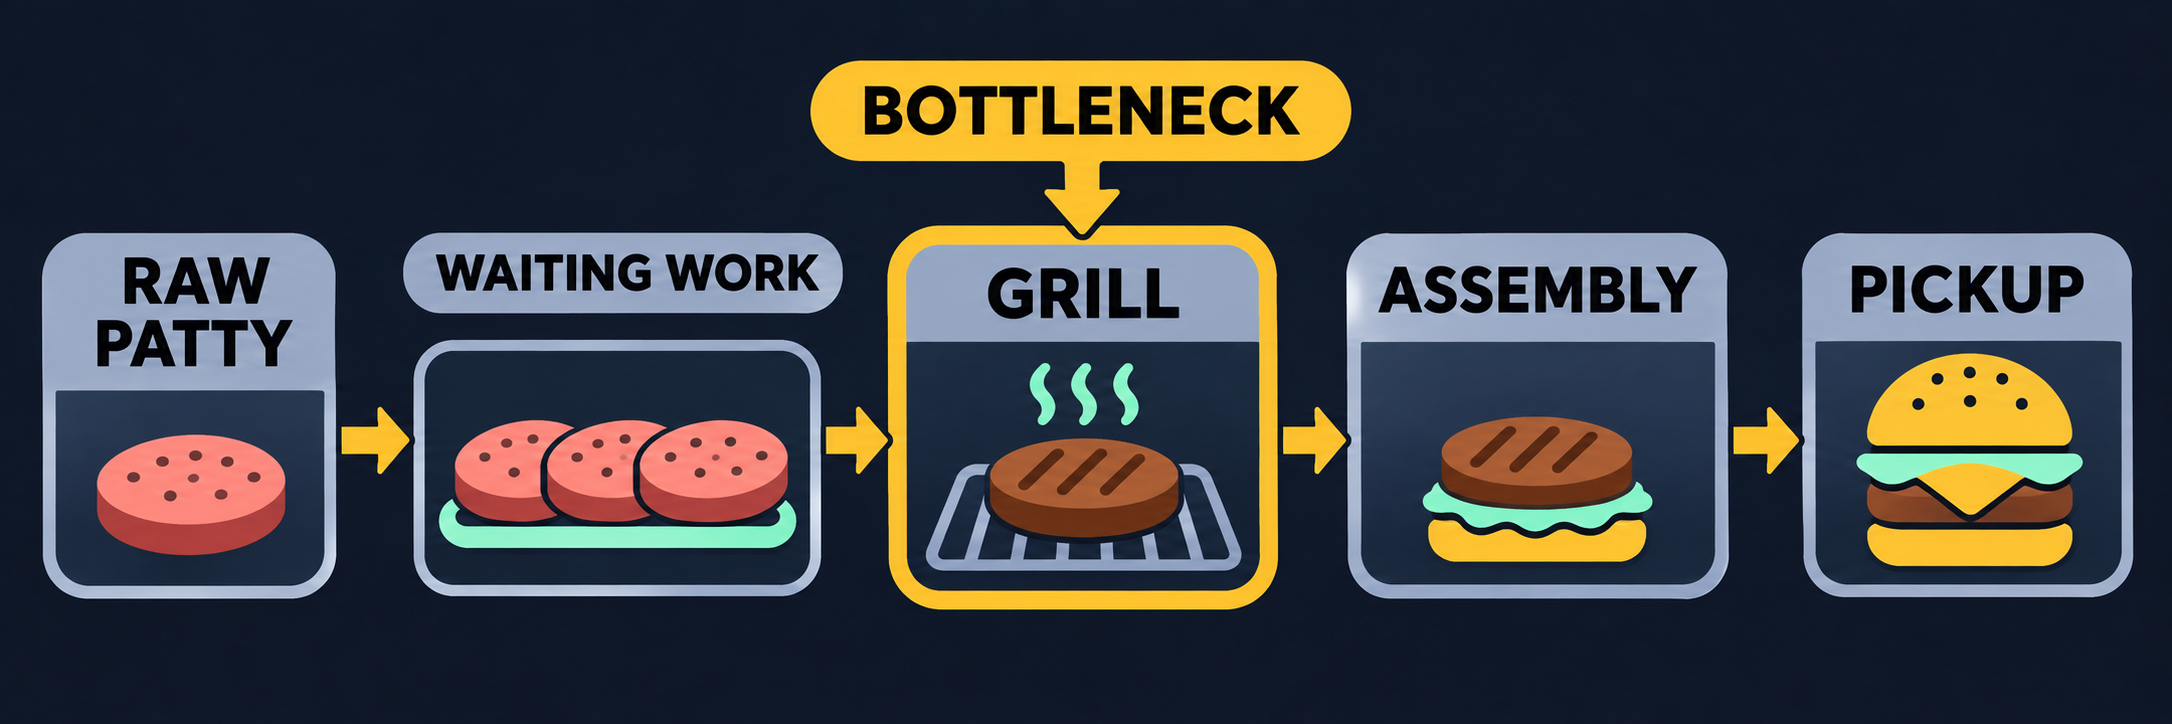 BOTTLENECK
RAW
PATTY
WAITING WORK
GRILL
ASSEMBLY
PICKUP